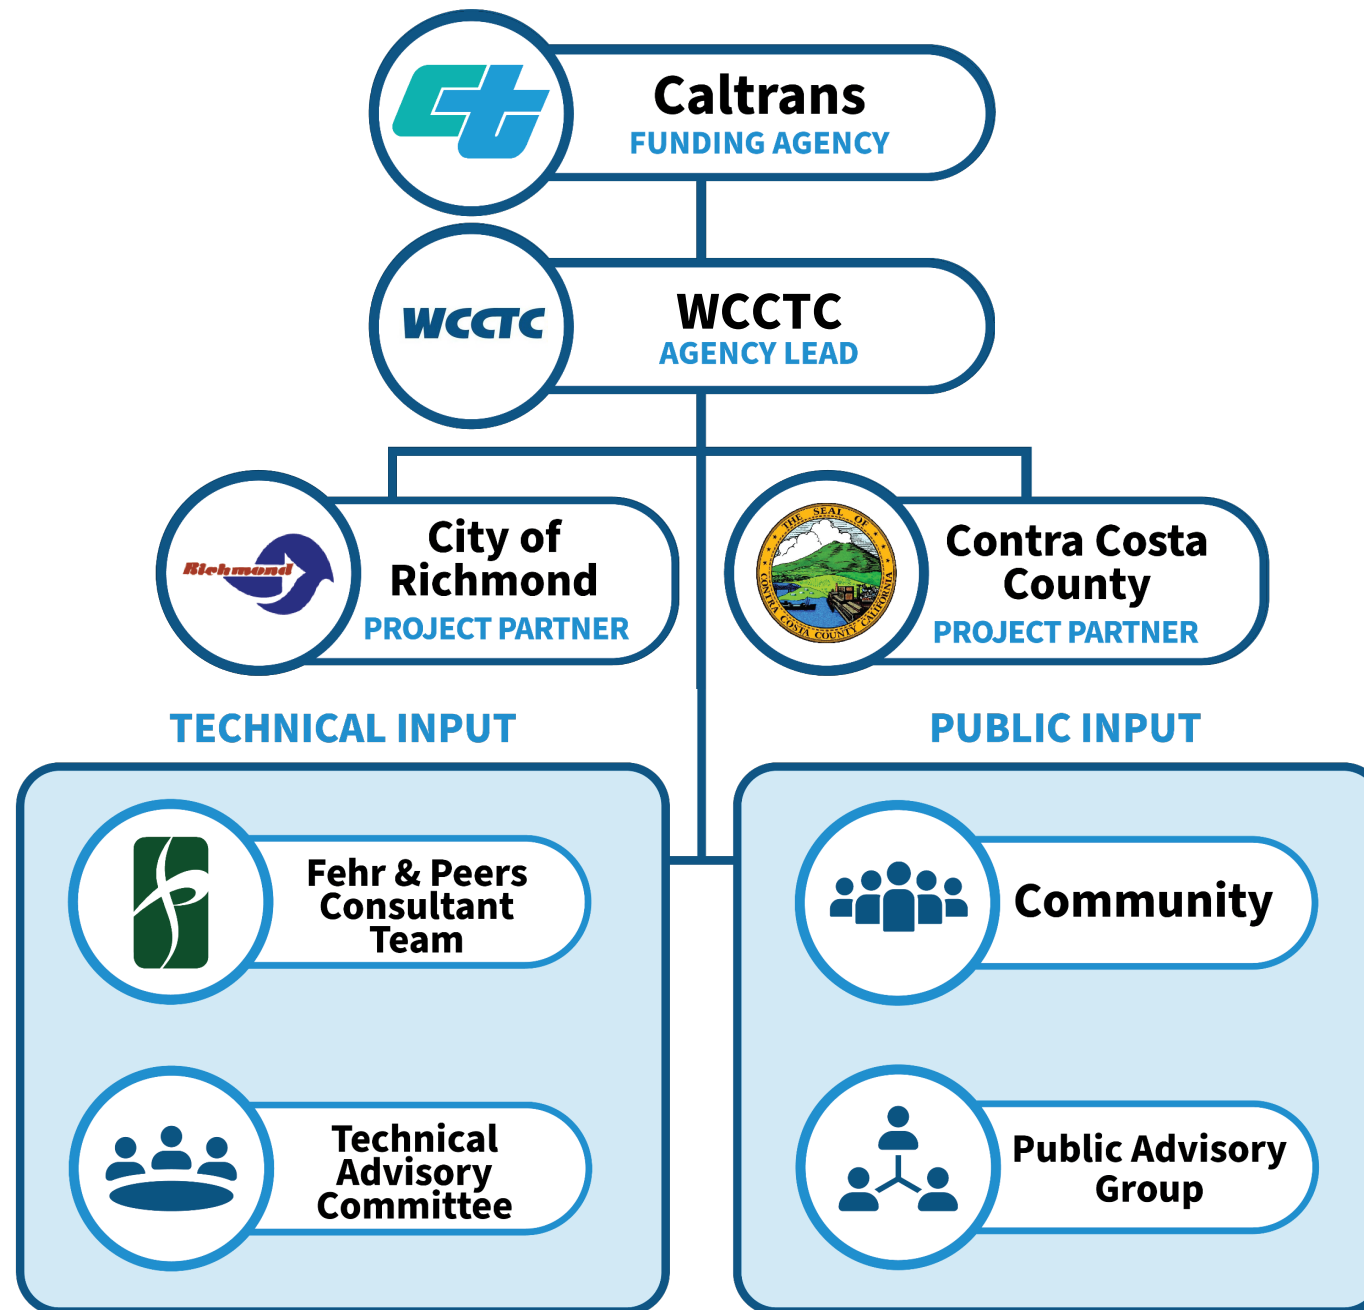 Caltrans
FUNDING AGENCY
WCCTC
WCCTC
AGENCY LEAD
Richmond
City of
Richmond
PROJECT PARTNER
THE SEAL OF
CONTRA COSTA COUNTY CALIFORNIA
Contra Costa
County
PROJECT PARTNER
TECHNICAL INPUT
Fehr & Peers
Consultant
Team
Technical
Advisory
Committee
PUBLIC INPUT
Community
Public Advisory
Group